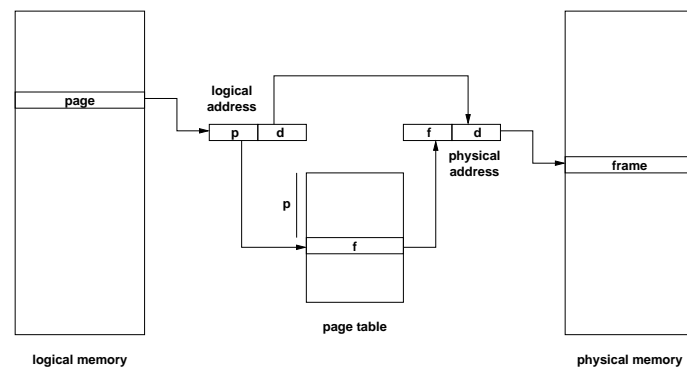 logical
address
page
p d
f d
physical
address
frame
p
f
page table
logical memory
physical memory